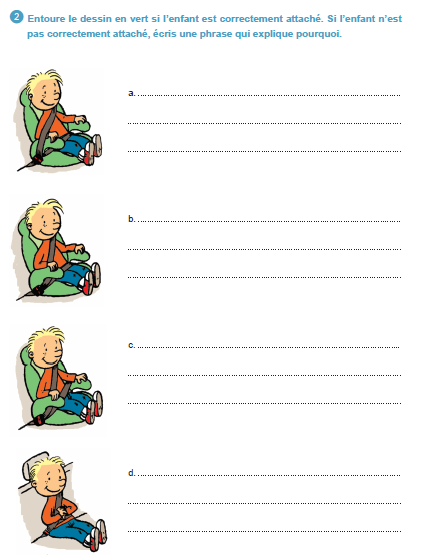 2 Entoure le dessin en vert si l'enfant est correctement attaché. Si l'enfant n'est
pas correctement attaché, écris une phrase qui explique pourquoi.
a.
b.
c.
d.